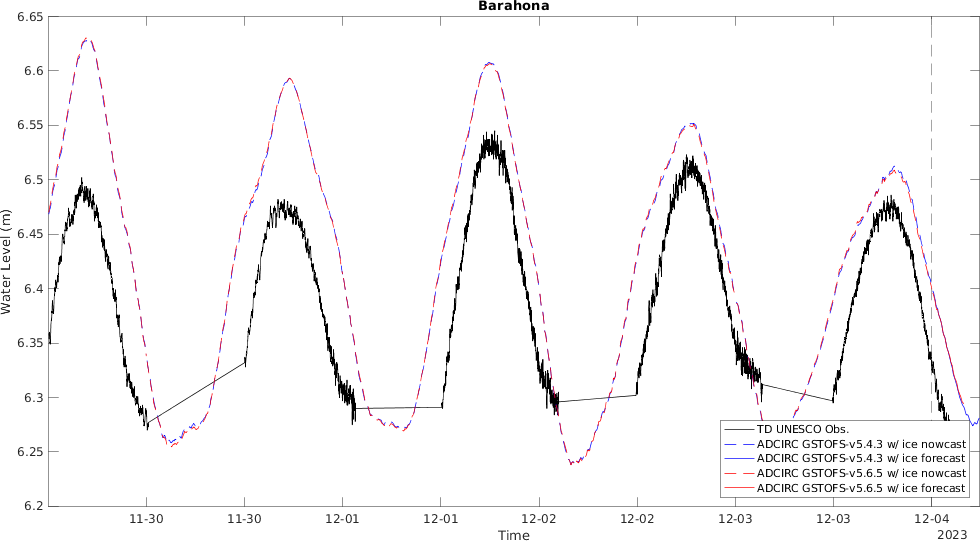 Barahona
6.65
6.6
6.55
6.5
6.45
6.4
6.35
6.3
6.25
6.2
Water Level (m)
TD UNESCO Obs.
ADCIRC GSTOFS-v5.4.3 w/ ice nowcast
ADCIRC GSTOFS-v5.4.3 w/ ice forecast
ADCIRC GSTOFS-v5.6.5 w/ ice nowcast
ADCIRC GSTOFS-v5.6.5 w/ ice forecast
11-30 11-30 12-01 12-01 12-02 12-02 12-03 12-03 12-04
2023
Time